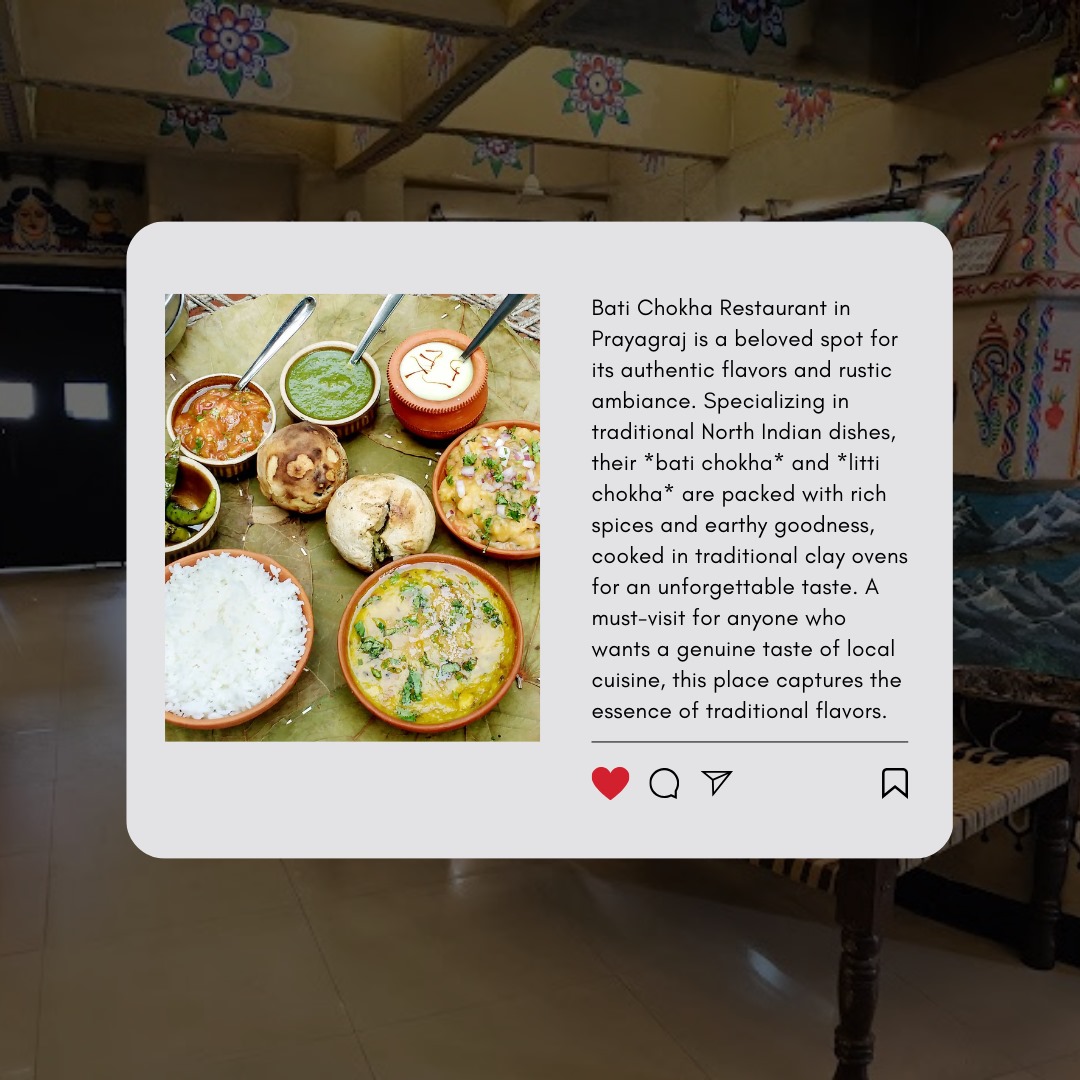 Bati Chokha Restaurant in
Prayagraj is a beloved spot for
its authentic flavors and rustic
ambiance. Specializing in
traditional North Indian dishes,
their *bati chokha* and *litti
chokha* are packed with rich
spices and earthy goodness,
cooked in traditional clay ovens
for an unforgettable taste. A
must-visit for anyone who
wants a genuine taste of local
cuisine, this place captures the
essence of traditional flavors.